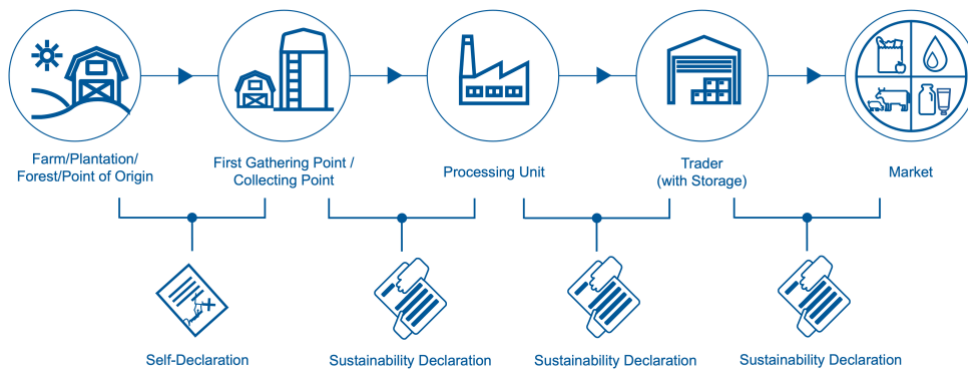 Farm/Plantation/
Forest/Point of Origin
First Gathering Point /
Collecting Point
Processing Unit
Trader
(with Storage)
Market
Self-Declaration
Sustainability Declaration
Sustainability Declaration
Sustainability Declaration